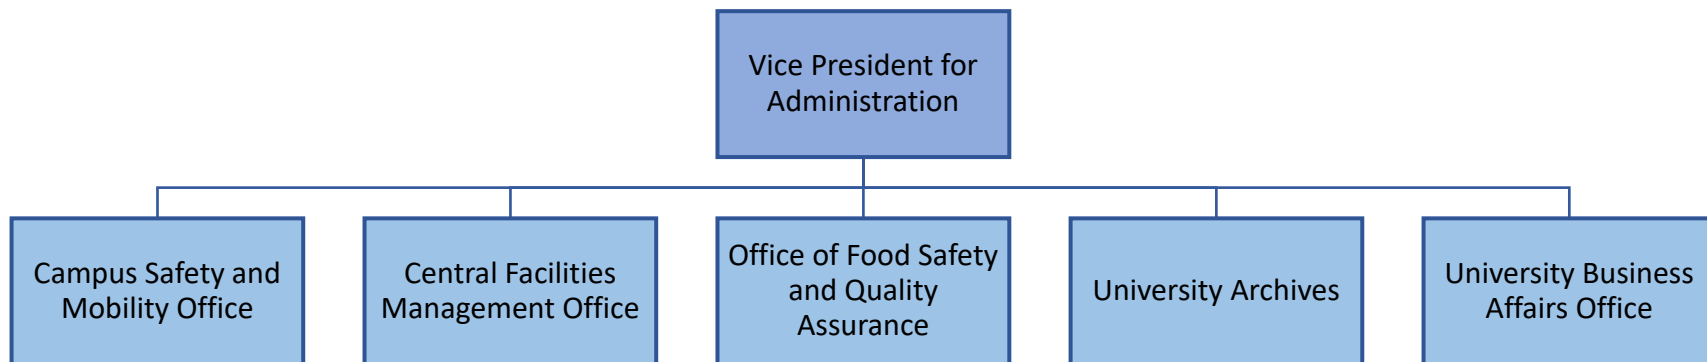 Vice President for
Administration
Campus Safety and
Mobility Office
Central Facilities
Management Office
Office of Food Safety
and Quality
Assurance
University Archives
University Business
Affairs Office